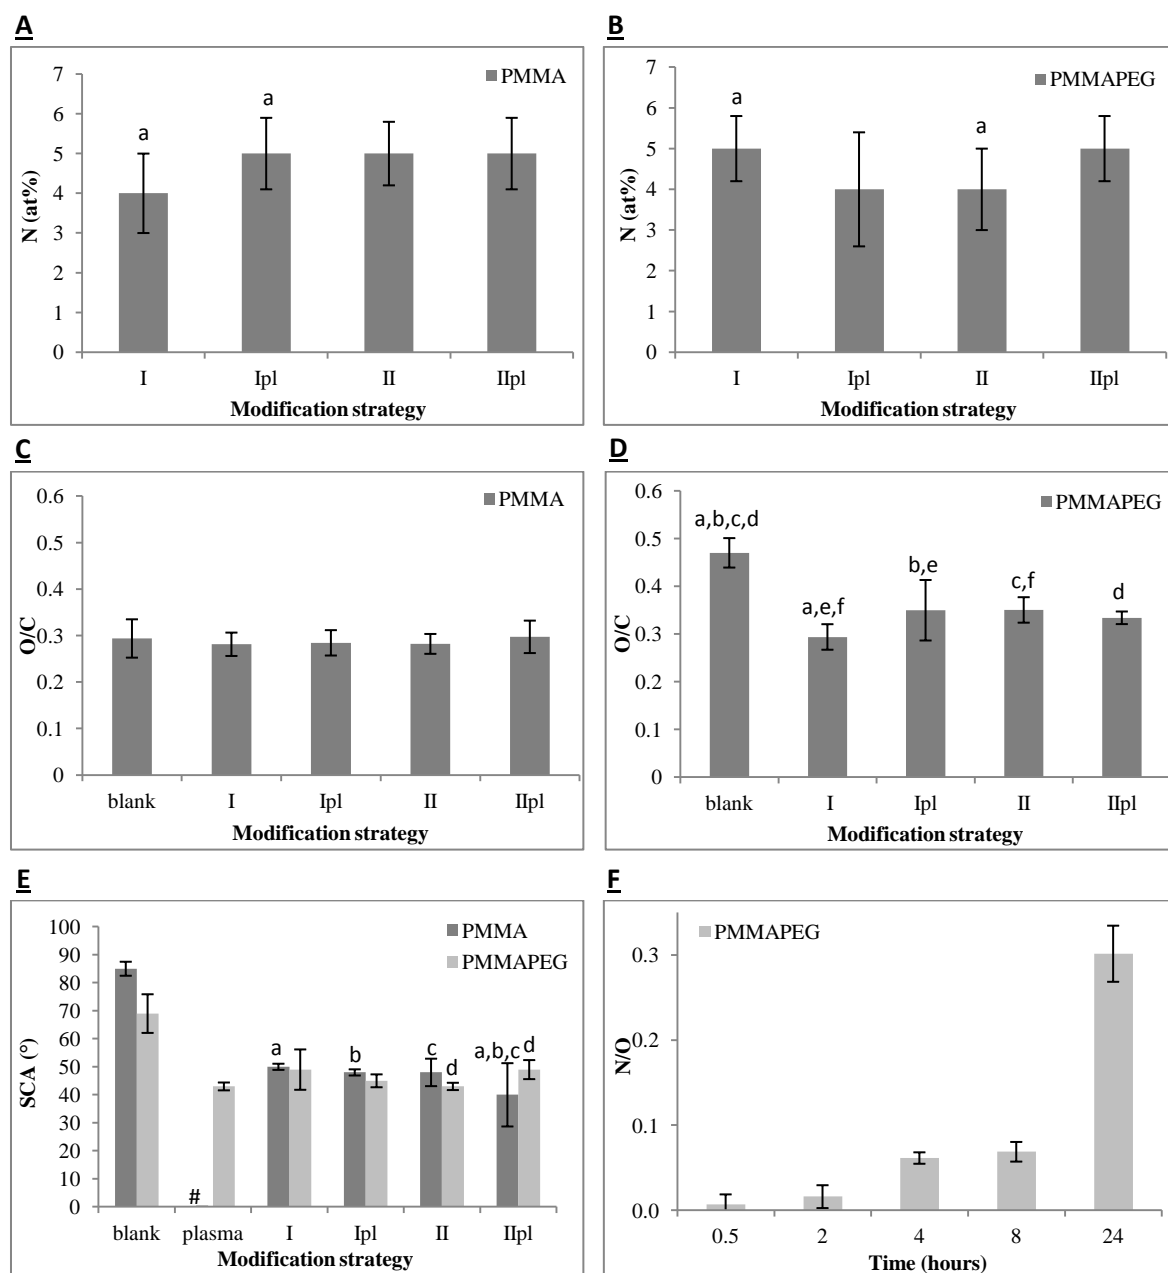 A
PMMA
N (at%)
7
6
5
4
3
2
1
0
a
a
I Ipl II IIpl
Modification strategy
B
PMMAPEG
N (at%)
7
6
5
4
3
2
1
0
a
a
I Ipl II IIpl
Modification strategy
C
PMMA
O/C
0.6
0.5
0.4
0.3
0.2
0.1
0
blank I Ipl II IIpl
Modification strategy
D
PMMAPEG
O/C
0.6
0.5
0.4
0.3
0.2
0.1
0
a,b,c,d
a,e,f
b,e
c,f
d
blank I Ipl II IIpl
Modification strategy
E
PMMA
PMMAPEG
SCA (°)
100
90
80
70
60
50
40
30
20
10
0
#
a
b
c
d
a,b,c
d
blank plasma I Ipl II IIpl
Modification strategy
F
PMMAPEG
N/O
0.3
0.2
0.1
0.0
0.5 2 4 8 24
Time (hours)